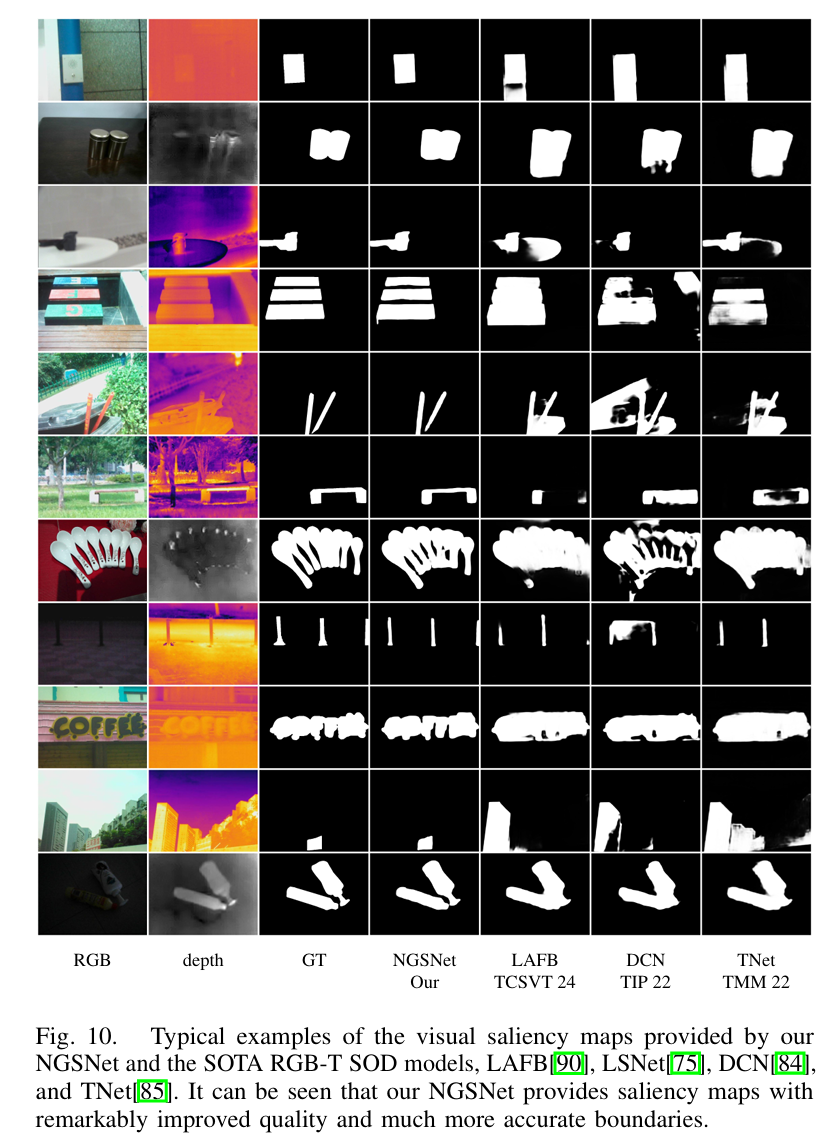 COFFEE
RGB depth GT NGSNet LAFB DCN TNet
Our TCSVT 24 TIP 22 TMM 22
Fig. 10. Typical examples of the visual saliency maps provided by our
NGSNet and the SOTA RGB-T SOD models, LAFB[90], LSNet[75], DCN[84],
and TNet[85]. It can be seen that our NGSNet provides saliency maps with
remarkably improved quality and much more accurate boundaries.